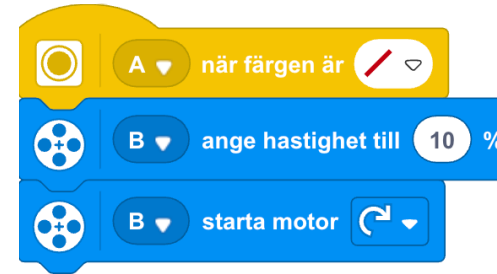 A när färgen är
B ange hastighet till 10 %
B starta motor